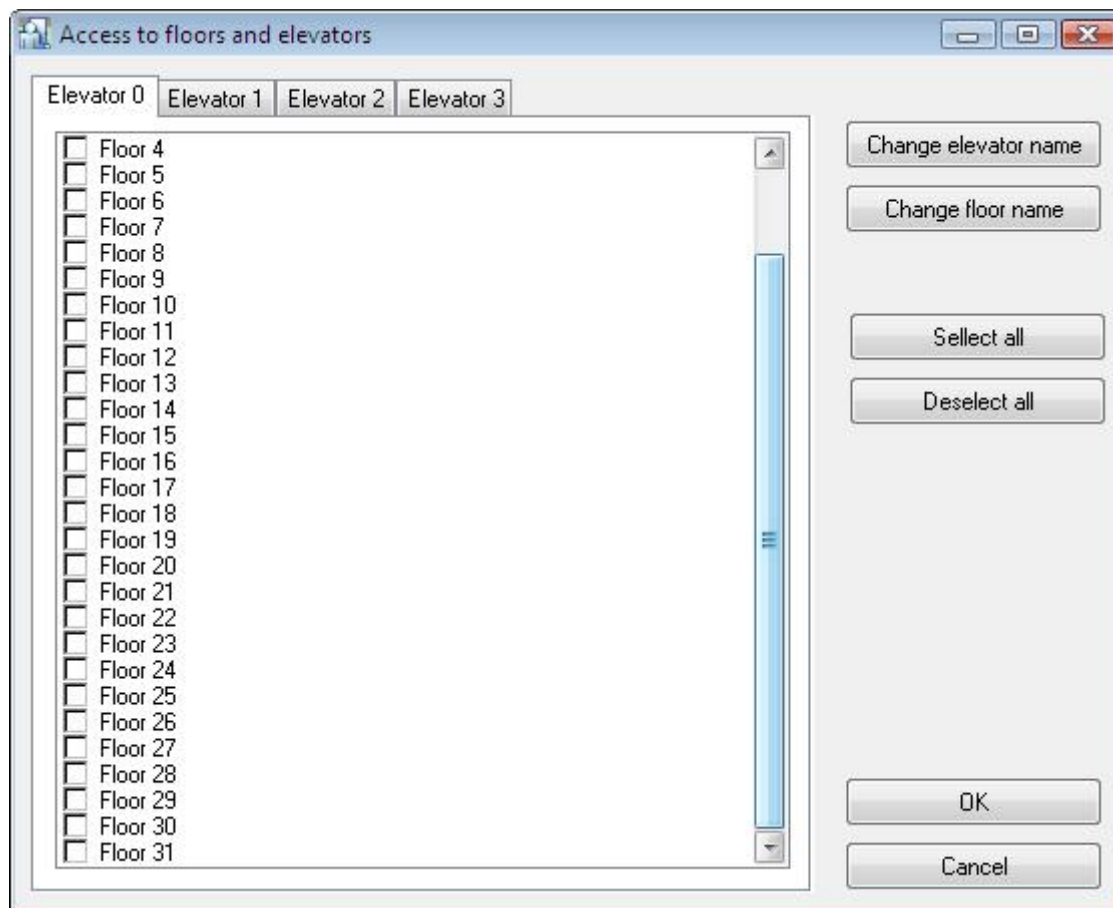 Access to floors and elevators
Elevator 0 Elevator 1 Elevator 2 Elevator 3
Floor 4
Floor 5
Floor 6
Floor 7
Floor 8
Floor 9
Floor 10
Floor 11
Floor 12
Floor 13
Floor 14
Floor 15
Floor 16
Floor 17
Floor 18
Floor 19
Floor 20
Floor 21
Floor 22
Floor 23
Floor 24
Floor 25
Floor 26
Floor 27
Floor 28
Floor 29
Floor 30
Floor 31
Change elevator name
Change floor name
Sellect all
Deselect all
OK
Cancel